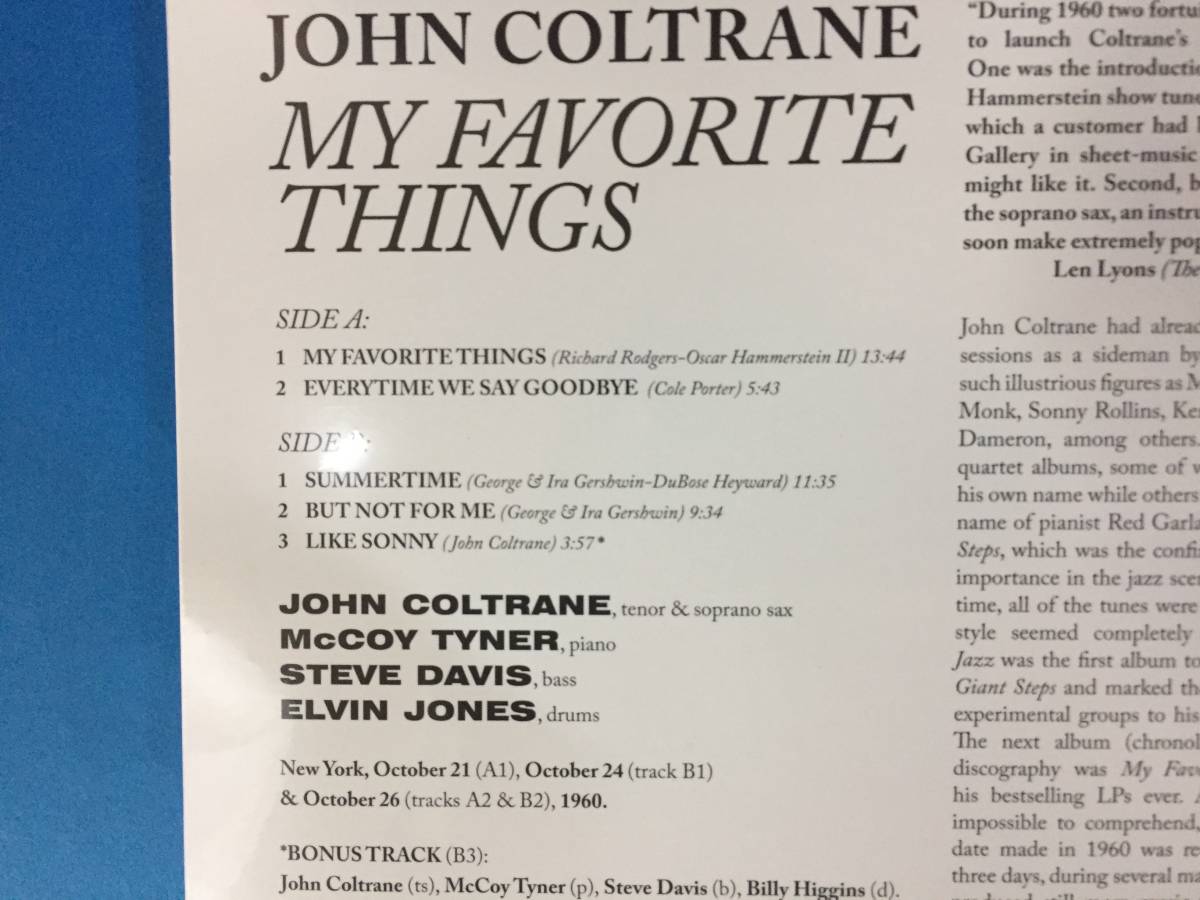 JOHN COLTRANE
MY FAVORITE
THINGS
SIDE A:
1 MY FAVORITE THINGS (Richard Rodgers-Oscar Hammerstein II) 13:44
2 EVERYTIME WE SAY GOODBYE (Cole Porter) 5:43
SIDE
1 SUMMERTIME (George & Ira Gershwin-DuBose Heyward) 11:35
2 BUT NOT FOR ME (George & Ira Gershwin) 9:34
3 LIKE SONNY (John Coltrane) 3:57*
JOHN COLTRANE, tenor & soprano sax
McCOY TYNER, piano
STEVE DAVIS, bass
ELVIN JONES, drums
New York, October 21 (A1), October 24 (track B1)
& October 26 (tracks A2 & B2), 1960.
*BONUS TRACK (B3):
John Coltrane (ts), McCoy Tyner (p), Steve Davis (b), Billy Higgins (d).
“During 1960 two
to launch Coltrane’s
One was the
Hammerstein show
which a customer had
Gallery in sheet-music
might like it. Second,
the soprano sax, an
soon make extremely
Len Lyons (The
John Coltrane had
sessions as a sideman by
such illustrious figures as
Monk, Sonny Rollins,
Dameron, among others.
quartet albums, some of
his own name while others
name of pianist Red
Steps, which was the
importance in the jazz
time, all of the tunes were
style seemed completely
Jazz was the first album to
Giant Steps and marked
experimental groups to his
The next album
discography was My
his bestselling LPs ever.
impossible to comprehend,
date made in 1960 was
three days, during several